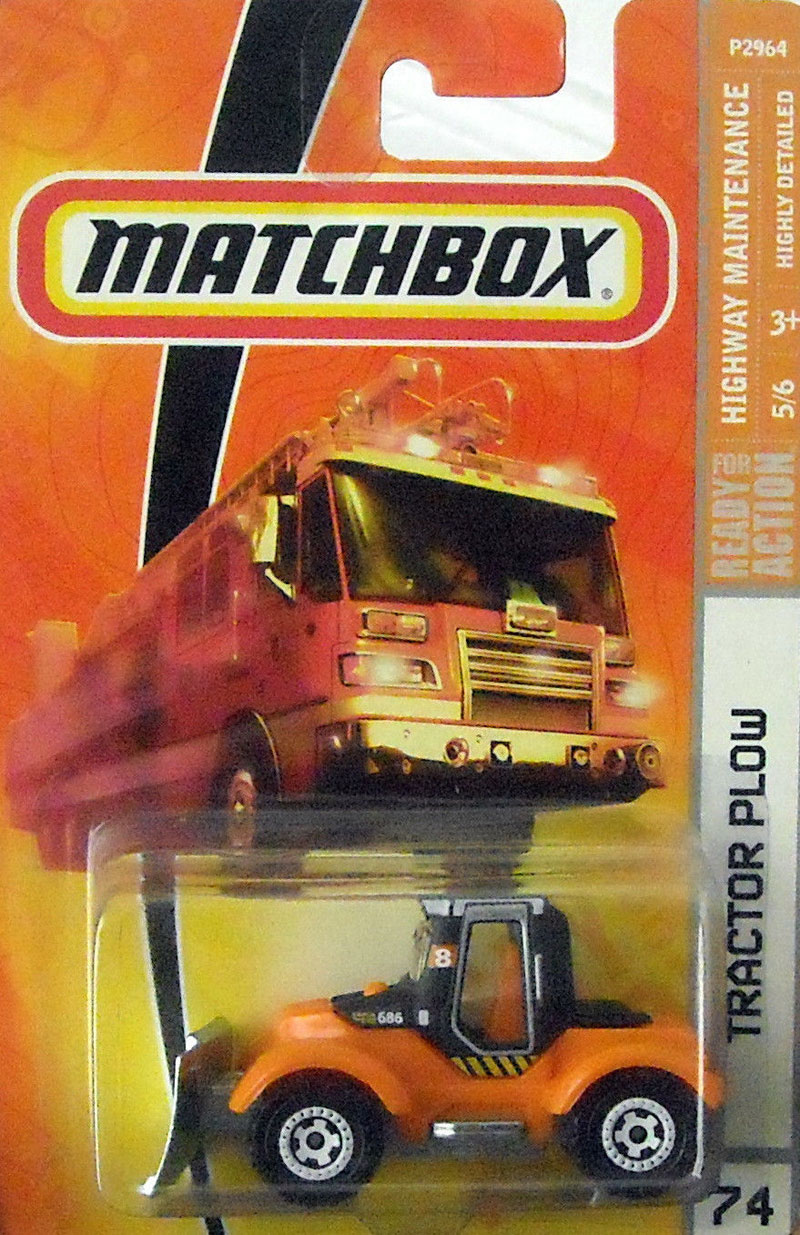 P2964
MATCHBOX®
HIGHWAY MAINTENANCE
HIGHLY DETAILED
5/6 3+
READY FOR ACTION
TRACTOR PLOW
8
686
74